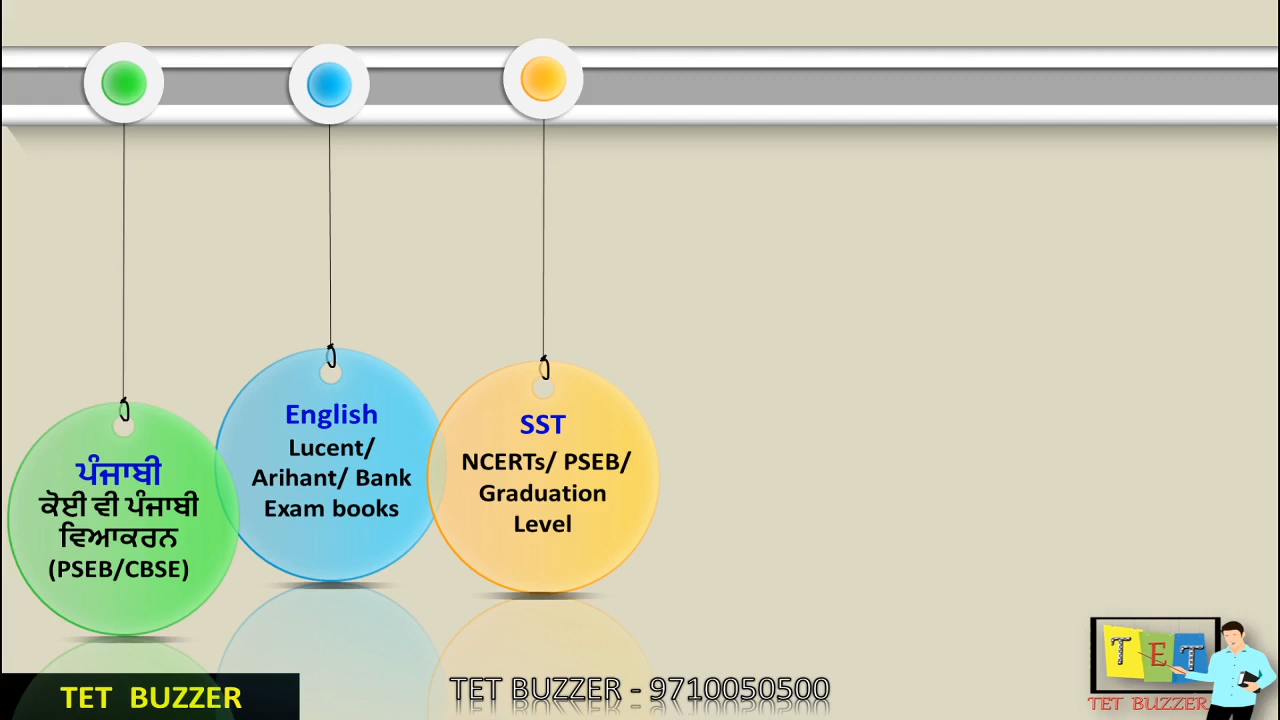 ਪੰਜਾਬੀ
ਕੋਈ ਵੀ ਪੰਜਾਬੀ
ਵਿਆਕਰਨ
(PSEB/CBSE)
English
Lucent/
Arihant/ Bank
Exam books
SST
NCERTs/ PSEB/
Graduation
Level
TET BUZZER
TET BUZZER - 9710050500
TET
TET BUZZER